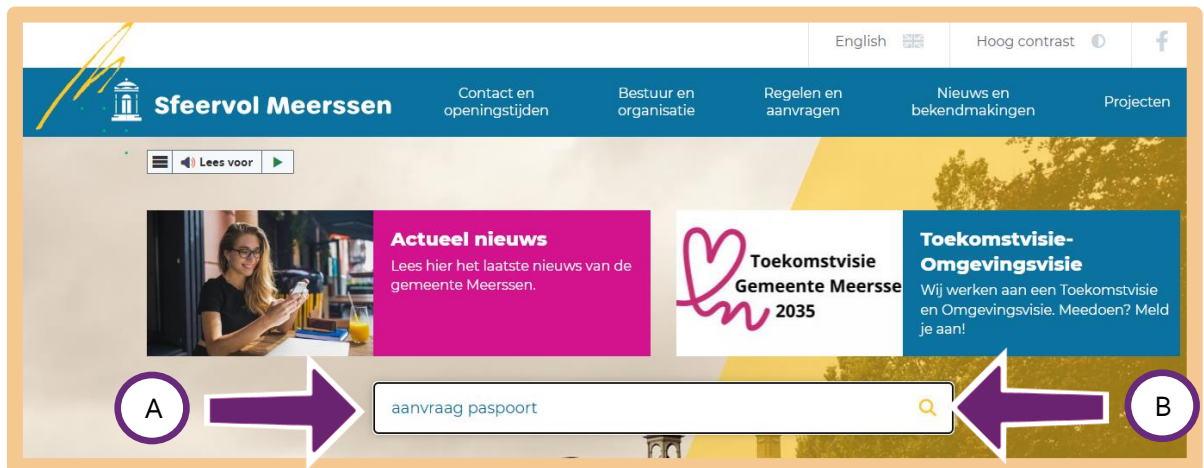 English
Hoog contrast
Sfeervol Meerssen
Contact en
openingstijden
Bestuur en
organisatie
Regelen en
aanvragen
Nieuws en
bekendmakingen
Projecten
Lees voor
Actueel nieuws
Lees hier het laatste nieuws van de
gemeente Meerssen.
Toekomstvisie
Gemeente Meersse
2035
Toekomstvisie-
Omgevingsvisie
Wij werken aan een Toekomstvisie
en Omgevingsvisie. Meedoen? Meld
je aan!
A
aanvraag paspoort
B